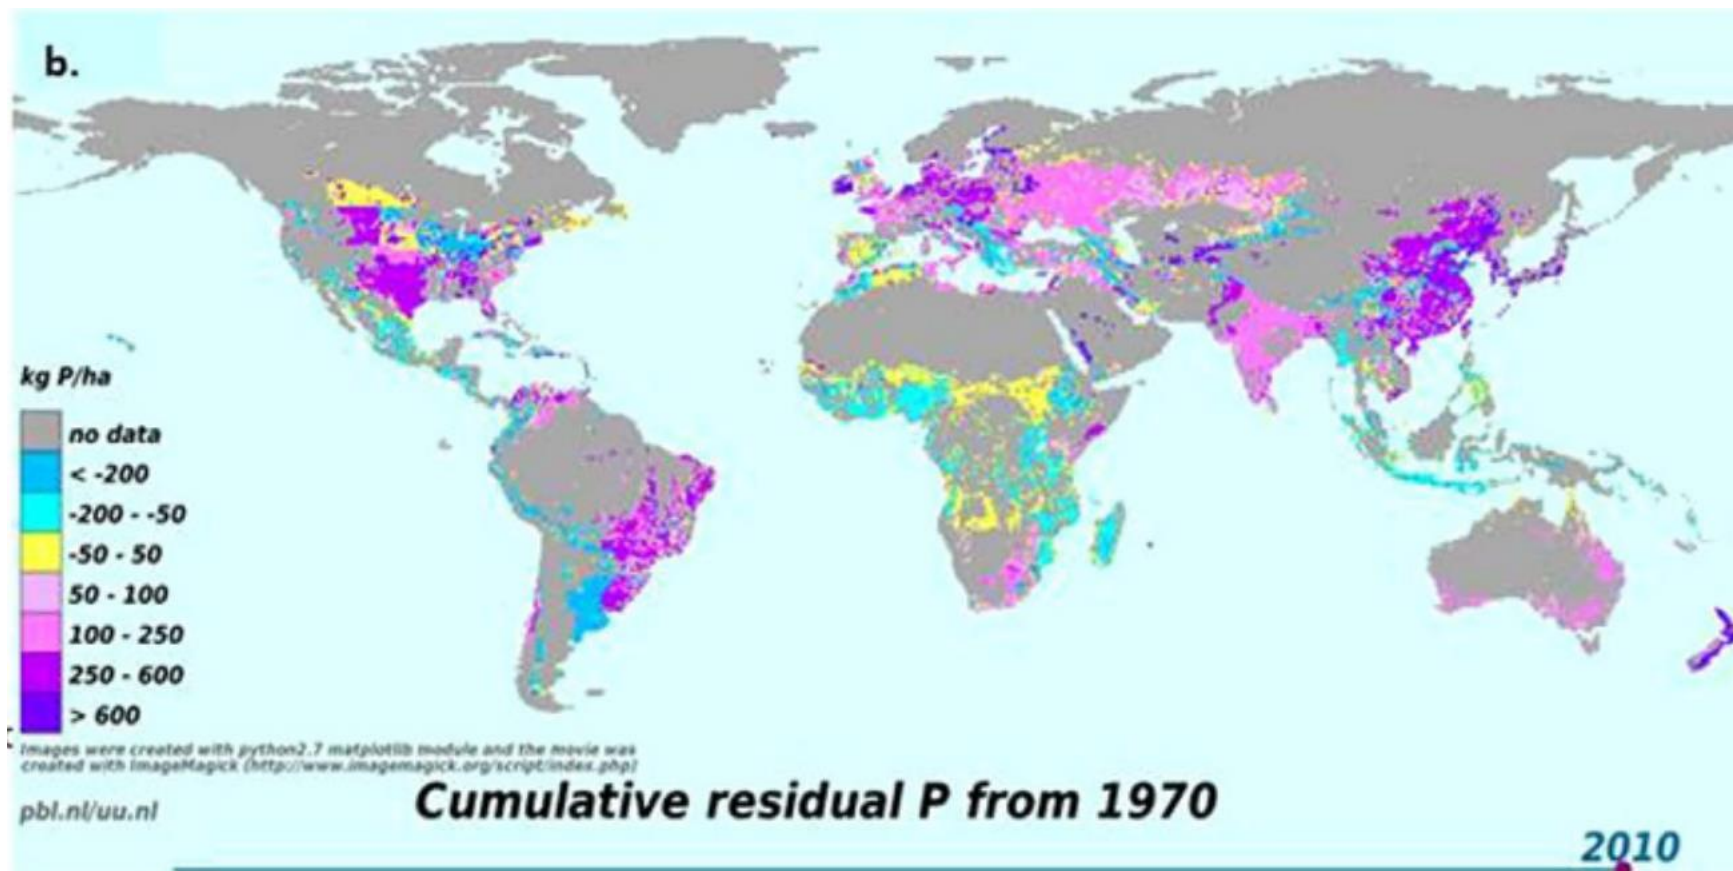 b.
kg P/ha
no data
< -200
-200 - -50
-50 - 50
50 - 100
100 - 250
250 - 600
> 600
Images were created with python2.7 matplotlib module and the movie was
created with ImageMagick (http://www.imagemagick.org/script/index.php)
pbl.nl/uu.nl
Cumulative residual P from 1970
2010